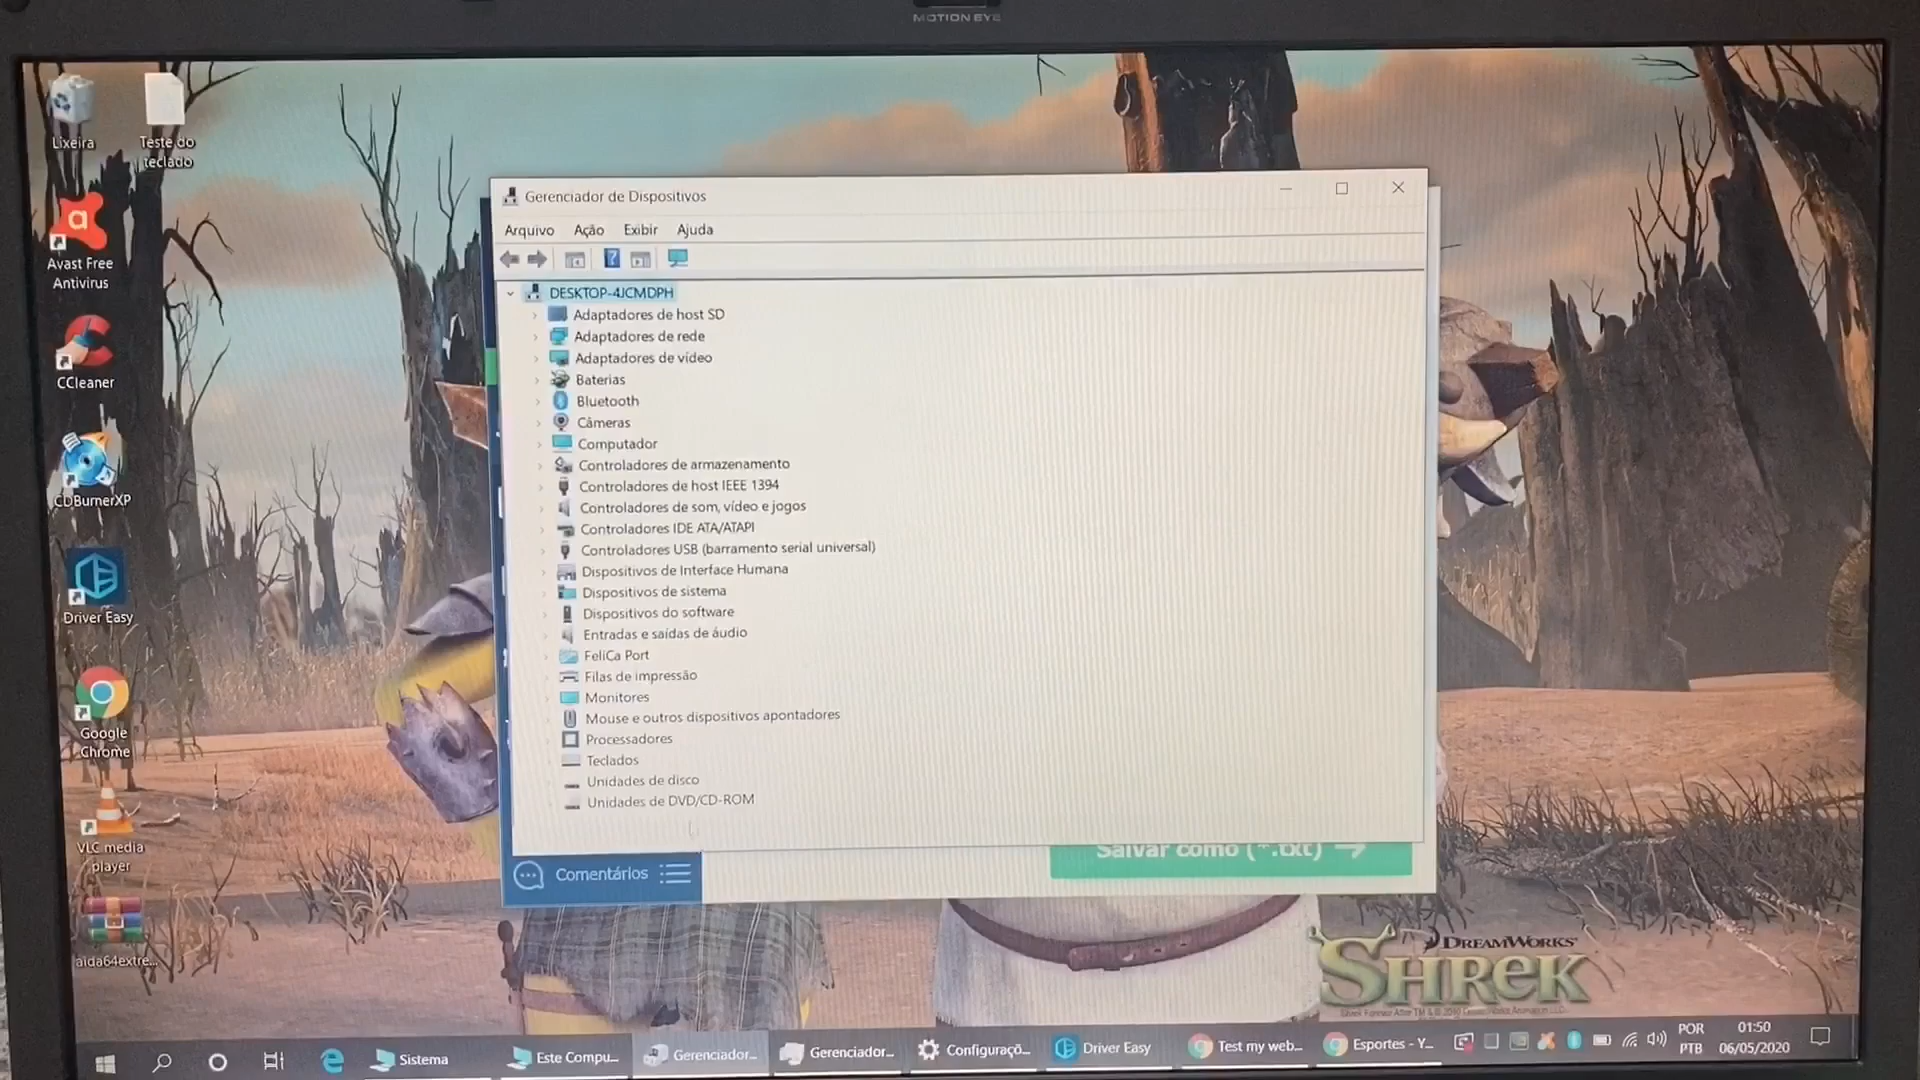 MOTION EYE
Lixeira
Teste do
teclado
Avast Free
Antivirus
CCleaner
CDBurnerXP
Driver Easy
Google
Chrome
VLC media
player
aida64extre...
Gerenciador de Dispositivos
Arquivo Ação Exibir Ajuda
DESKTOP-4JCMDPH
Adaptadores de host SD
Adaptadores de rede
Adaptadores de vídeo
Baterias
Bluetooth
Câmeras
Computador
Controladores de armazenamento
Controladores de host IEEE 1394
Controladores de som, vídeo e jogos
Controladores IDE ATA/ATAPI
Controladores USB (barramento serial universal)
Dispositivos de Interface Humana
Dispositivos de sistema
Dispositivos do software
Entradas e saídas de áudio
FeliCa Port
Filas de impressão
Monitores
Mouse e outros dispositivos apontadores
Processadores
Teclados
Unidades de disco
Unidades de DVD/CD-ROM
Comentários
Salvar como (*.txt)
DREAMWORKS
SHREK
Sistema
Este Compu...
Gerenciador...
Gerenciador...
Configuraçõ...
Driver Easy
Test my web...
Esportes - Y...
POR
PTB
01:50
06/05/2020